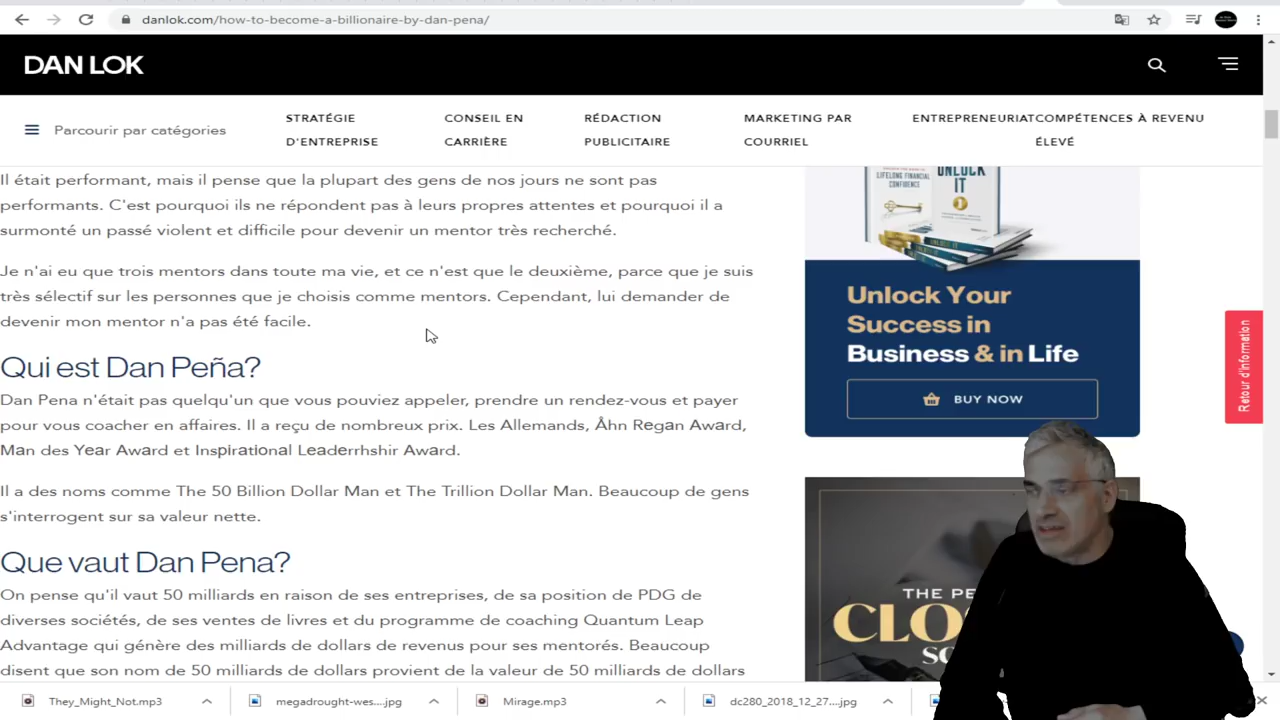 danlok.com/how-to-become-a-billionaire-by-dan-pena/
DAN LOK
Parcourir par catégories
STRATÉGIE
D'ENTREPRISE
CONSEIL EN
CARRIÈRE
RÉDACTION
PUBLICITAIRE
MARKETING PAR
COURRIEL
ENTREPRENEURIATCOMPÉTENCES À REVENU
ÉLEVÉ
Il était performant, mais il pense que la plupart des gens de nos jours ne sont pas
performants. C'est pourquoi ils ne répondent pas à leurs propres attentes et pourquoi il a
surmonté un passé violent et difficile pour devenir un mentor très recherché.
Je n'ai eu que trois mentors dans toute ma vie, et ce n'est que le deuxième, parce que je suis
très sélectif sur les personnes que je choisis comme mentors. Cependant, lui demander de
devenir mon mentor n'a pas été facile.
Qui est Dan Peña?
Dan Pena n'était pas quelqu'un que vous pouviez appeler, prendre un rendez-vous et payer
pour vous coacher en affaires. Il a reçu de nombreux prix. Les Allemands, Åhn Regan Award,
Man des Year Award et Inspirational Leaderrhshir Award.
Il a des noms comme The 50 Billion Dollar Man et The Trillion Dollar Man. Beaucoup de gens
s'interrogent sur sa valeur nette.
Que vaut Dan Pena?
On pense qu'il vaut 50 milliards en raison de ses entreprises, de sa position de PDG de
diverses sociétés, de ses ventes de livres et du programme de coaching Quantum Leap
Advantage qui génère des milliards de dollars de revenus pour ses mentorés. Beaucoup
disent que son nom de 50 milliards de dollars provient de la valeur de 50 milliards de dollars
LIFELONG FINANCIAL
CONFIDENCE
UNLOCK
IT
Unlock Your
Success in
Business & in Life
BUY NOW
THE PE
CLO
SO
Retour d'information
They_Might_Not.mp3
megadrought-wes....jpg
Mirage.mp3
dc280_2018_12_27....jpg